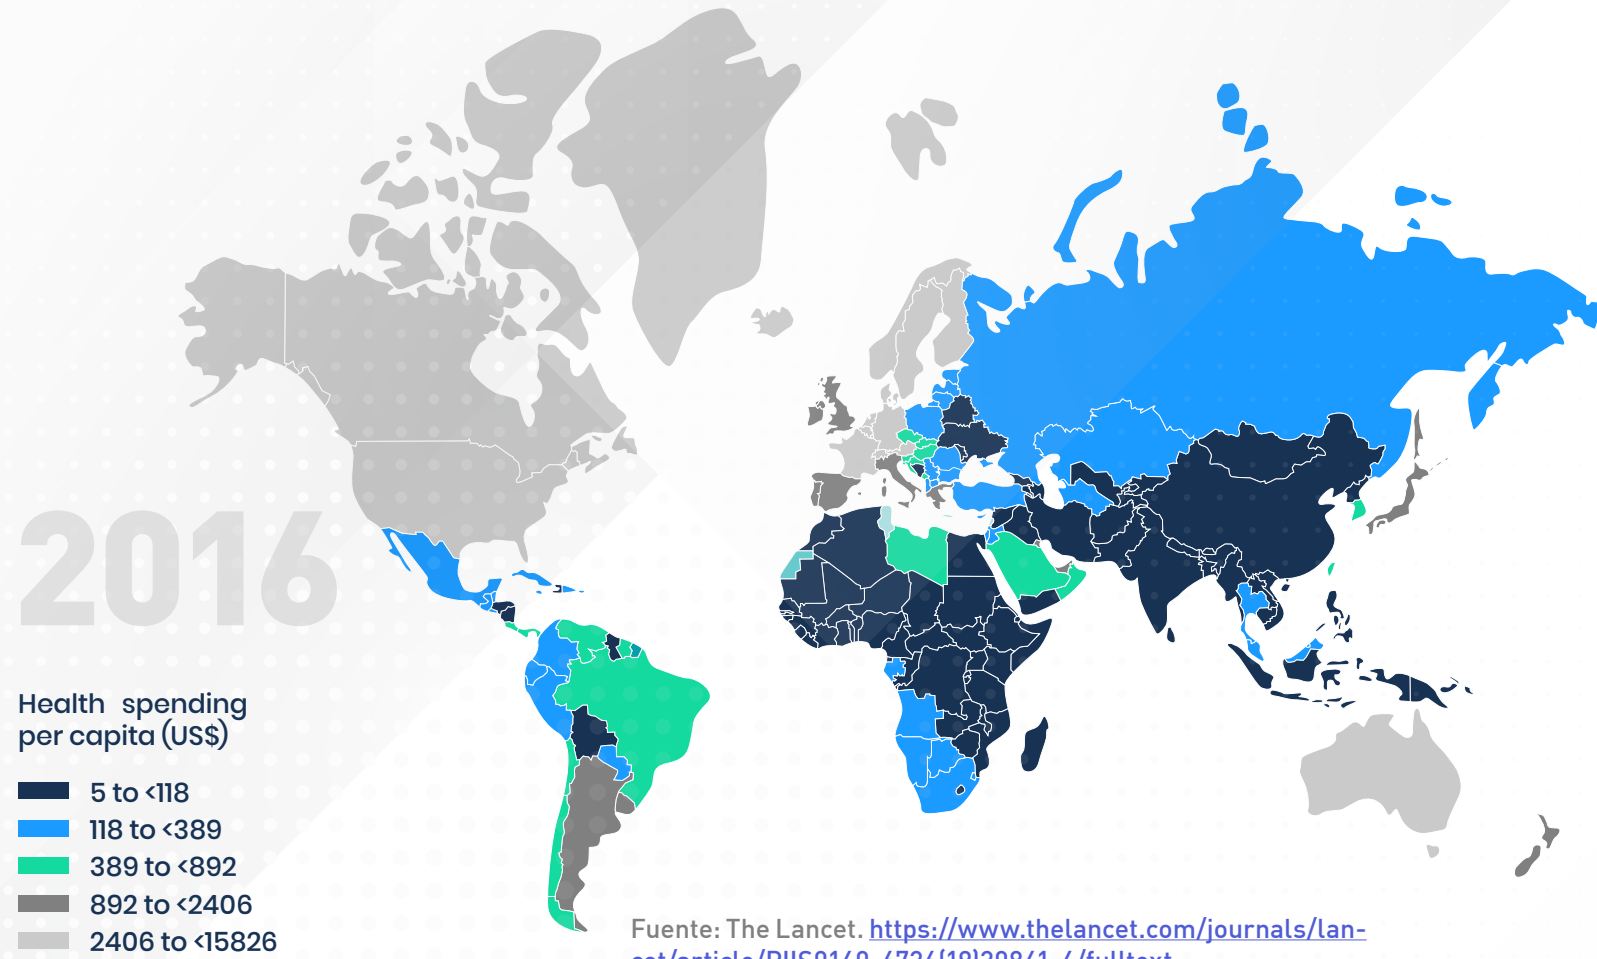 2016
Health spending
per capita (US$)
5 to <118
118 to <389
389 to <892
892 to <2406
2406 to <15826
Fuente: The Lancet. https://www.thelancet.com/journals/lan-